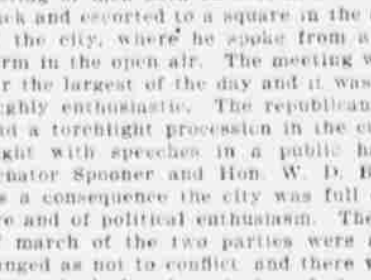 ck and escorted to a square in the
the city, where he spoke from a
rm in the open air. The meeting w
r the largest of the day and it was
ghly enthusiastic. The republican
d a torchlight procession in the c
ght with speeches in a public h
enator Spooner and Hon. W. D. B
s a consequence the city was full
re and of political enthusiasm. The
march of the two parties were a
anged as not to conflict and there w